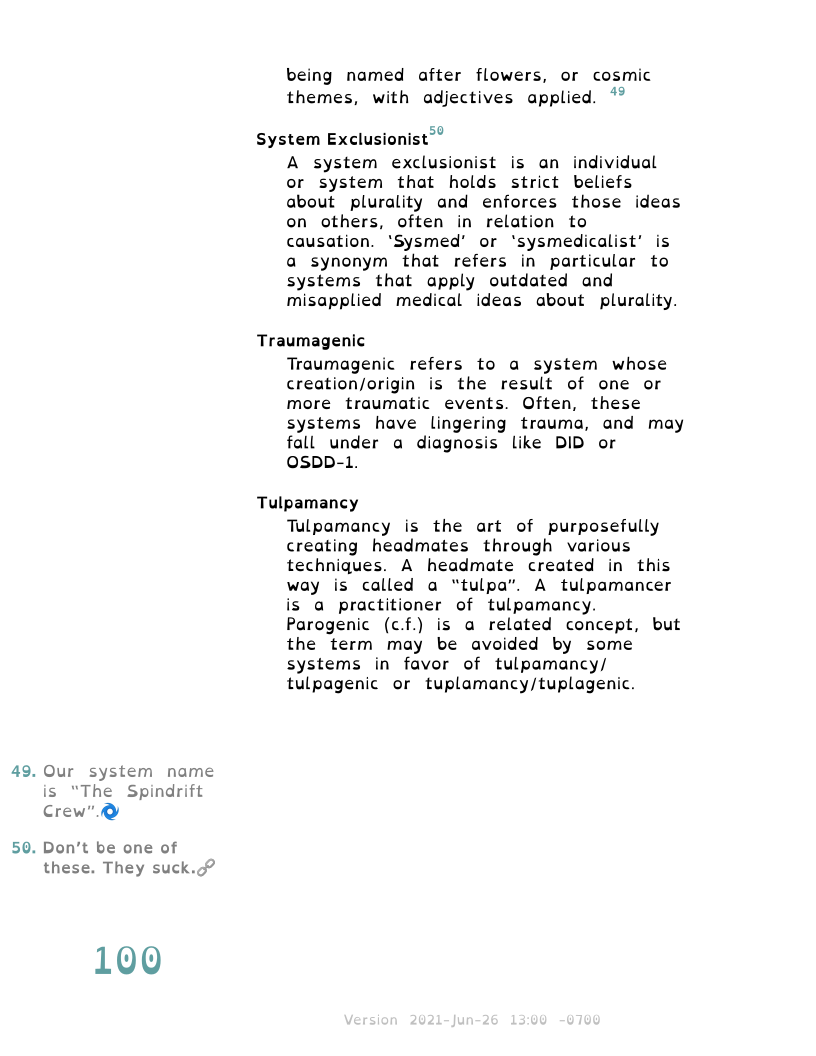 being named after flowers, or cosmic
themes, with adjectives applied. 49
System Exclusionist50
A system exclusionist is an individual
or system that holds strict beliefs
about plurality and enforces those ideas
on others, often in relation to
causation. ‘Sysmed’ or ‘sysmedicalist’ is
a synonym that refers in particular to
systems that apply outdated and
misapplied medical ideas about plurality.
Traumagenic
Traumagenic refers to a system whose
creation/origin is the result of one or
more traumatic events. Often, these
systems have lingering trauma, and may
fall under a diagnosis like DID or
OSDD-1.
Tulpamancy
Tulpamancy is the art of purposefully
creating headmates through various
techniques. A headmate created in this
way is called a “tulpa”. A tulpamancer
is a practitioner of tulpamancy.
Parogenic (c.f.) is a related concept, but
the term may be avoided by some
systems in favor of tulpamancy/
tulpagenic or tuplamancy/tuplagenic.
49. Our system name
is “The Spindrift
Crew”.
50. Don’t be one of
these. They suck.
100
Version 2021-Jun-26 13:00 -0700